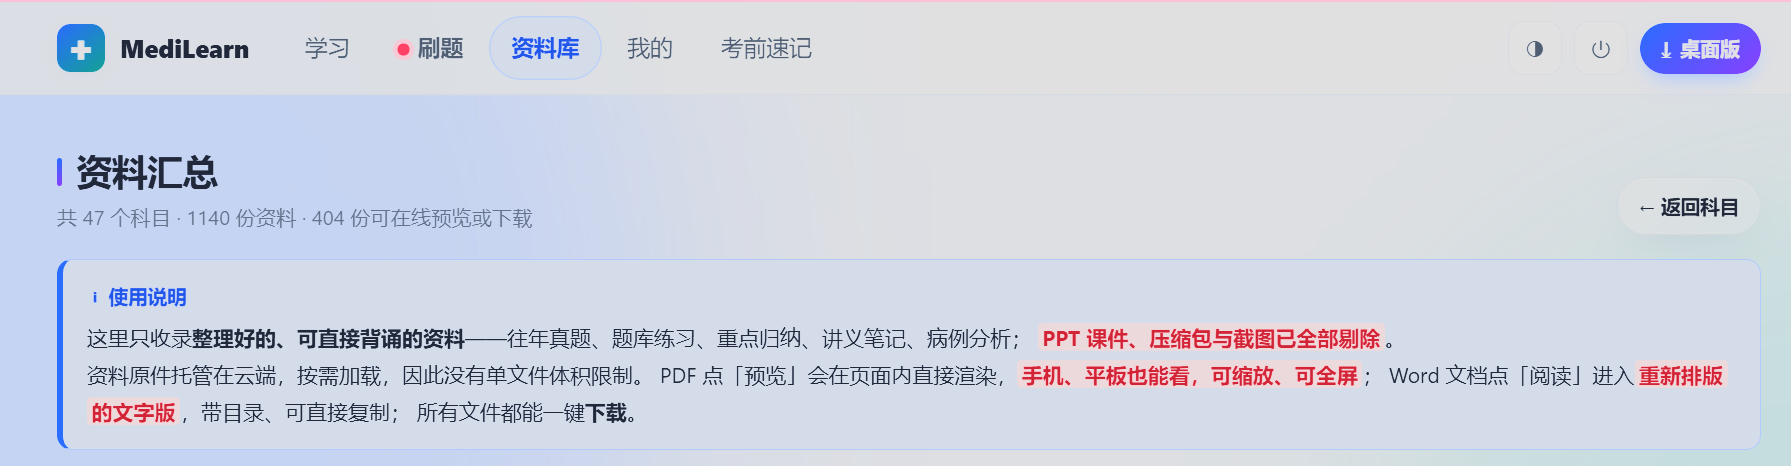 MediLearn 学习 刷题 资料库 我的 考前速记 桌面版
资料汇总
共 47 个科目 · 1140 份资料 · 404 份可在线预览或下载
← 返回科目
i 使用说明
这里只收录整理好的、可直接背诵的资料——往年真题、题库练习、重点归纳、讲义笔记、病例分析； PPT 课件、压缩包与截图已全部剔除。
资料原件托管在云端，按需加载，因此没有单文件体积限制。 PDF 点「预览」会在页面内直接渲染，手机、平板也能看，可缩放、可全屏； Word 文档点「阅读」进入重新排版
的文字版，带目录、可直接复制； 所有文件都能一键下载。